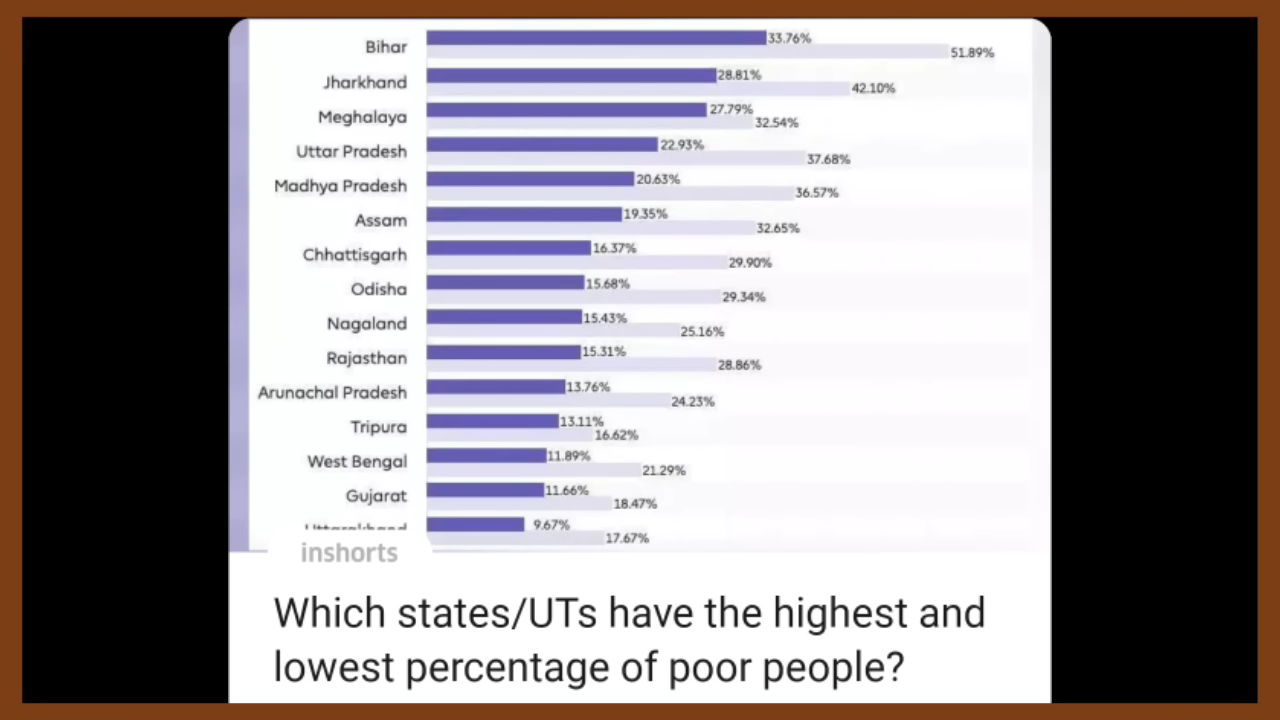 Bihar 33.76%
51.89%
Jharkhand 28.81%
42.10%
Meghalaya 27.79%
32.54%
Uttar Pradesh 22.93%
37.68%
Madhya Pradesh 20.63%
36.57%
Assam 19.35%
32.65%
Chhattisgarh 16.37%
29.90%
Odisha 15.68%
29.34%
Nagaland 15.43%
25.16%
Rajasthan 15.31%
28.86%
Arunachal Pradesh 13.76%
24.23%
Tripura 13.11%
16.62%
West Bengal 11.89%
21.29%
Gujarat 11.66%
18.47%
Uttarakhand 9.67%
17.67%
inshorts
Which states/UTs have the highest and
lowest percentage of poor people?